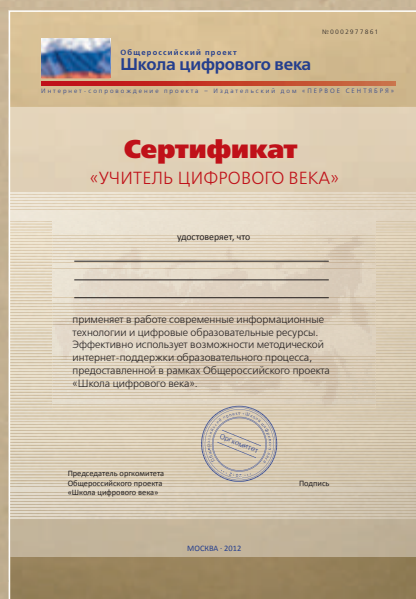 №0002977861
Общероссийский проект
Школа цифрового века
Интернет-сопровождение проекта – Издательский дом «ПЕРВОЕ СЕНТЯБРЯ»
Сертификат
«УЧИТЕЛЬ ЦИФРОВОГО ВЕКА»
удостоверяет, что
применяет в работе современные информационные
технологии и цифровые образовательные ресурсы.
Эффективно использует возможности методической
интернет-поддержки образовательного процесса,
предоставленной в рамках Общероссийского проекта
«Школа цифрового века».
Оргкомитет
Председатель оргкомитета
Общероссийского проекта
«Школа цифрового века»
Подпись
МОСКВА · 2012